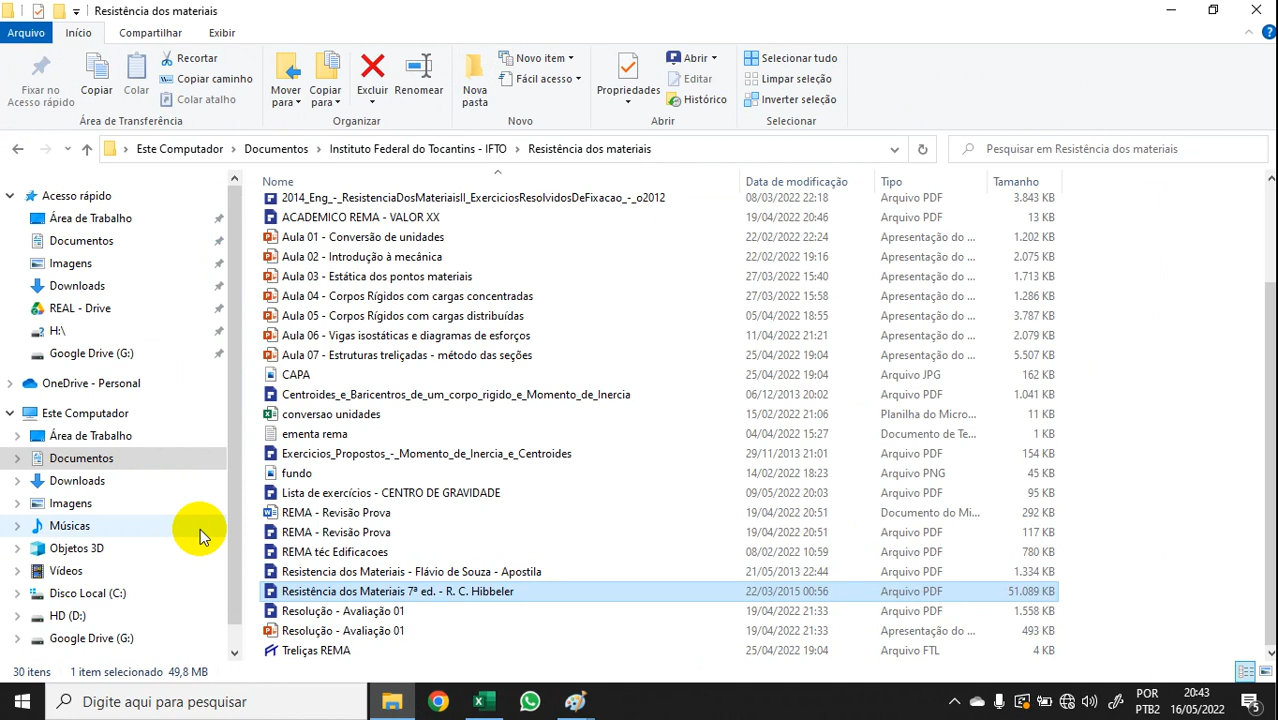 Resistência dos materiais
Arquivo Início Compartilhar Exibir
Fixar no Acesso rápido
Copiar
Colar
Recortar
Copiar caminho
Colar atalho
Área de Transferência
Mover para
Copiar para
Excluir
Renomear
Organizar
Nova pasta
Novo item
Fácil acesso
Novo
Propriedades
Abrir
Editar
Histórico
Abrir
Selecionar tudo
Limpar seleção
Inverter seleção
Selecionar
Este Computador > Documentos > Instituto Federal do Tocantins - IFTO > Resistência dos materiais
Pesquisar em Resistência dos materiais
Acesso rápido
Área de Trabalho
Documentos
Imagens
Downloads
REAL - Drive
H:\
Google Drive (G:)
OneDrive - Personal
Este Computador
Área de Trabalho
Documentos
Downloads
Imagens
Músicas
Objetos 3D
Vídeos
Disco Local (C:)
HD (D:)
Google Drive (G:)
Nome Data de modificação Tipo Tamanho
2014_Eng_-_ResistenciaDosMateriaisII_ExerciciosResolvidosDeFixacao_-_o2012 08/03/2022 22:18 Arquivo PDF 3.843 KB
ACADEMICO REMA - VALOR XX 19/04/2022 20:46 Arquivo PDF 13 KB
Aula 01 - Conversão de unidades 22/02/2022 22:24 Apresentação do ... 1.202 KB
Aula 02 - Introdução à mecânica 22/02/2022 19:16 Apresentação do ... 2.075 KB
Aula 03 - Estática dos pontos materiais 27/03/2022 15:40 Apresentação do ... 1.713 KB
Aula 04 - Corpos Rígidos com cargas concentradas 27/03/2022 15:58 Apresentação do ... 1.286 KB
Aula 05 - Corpos Rígidos com cargas distribuídas 05/04/2022 18:55 Apresentação do ... 3.787 KB
Aula 06 - Vigas isostáticas e diagramas de esforços 11/04/2022 21:21 Apresentação do ... 2.079 KB
Aula 07 - Estruturas treliçadas - método das seções 25/04/2022 19:04 Apresentação do ... 5.507 KB
CAPA 25/04/2022 19:04 Arquivo JPG 162 KB
Centroides_e_Baricentros_de_um_corpo_rigido_e_Momento_de_Inercia 06/12/2013 20:02 Arquivo PDF 1.041 KB
conversao unidades 15/02/2022 21:06 Planilha do Micro... 11 KB
ementa rema 04/04/2022 15:27 Documento de Te... 1 KB
Exercicios_Propostos_-_Momento_de_Inercia_e_Centroides 29/11/2013 21:01 Arquivo PDF 154 KB
fundo 14/02/2022 18:23 Arquivo PNG 45 KB
Lista de exercícios - CENTRO DE GRAVIDADE 09/05/2022 20:03 Arquivo PDF 95 KB
REMA - Revisão Prova 19/04/2022 20:51 Documento do Mi... 292 KB
REMA - Revisão Prova 19/04/2022 20:51 Arquivo PDF 117 KB
REMA téc Edificacoes 08/02/2022 10:59 Arquivo PDF 780 KB
Resistencia dos Materiais - Flávio de Souza - Apostila 21/05/2013 22:44 Arquivo PDF 1.334 KB
Resistência dos Materiais 7ª ed. - R. C. Hibbeler 22/03/2015 00:56 Arquivo PDF 51.089 KB
Resolução - Avaliação 01 19/04/2022 21:33 Arquivo PDF 1.558 KB
Resolução - Avaliação 01 19/04/2022 21:33 Apresentação do ... 493 KB
Treliças REMA 25/04/2022 19:04 Arquivo FTL 4 KB
30 itens 1 item selecionado 49,8 MB
Digite aqui para pesquisar
POR
PTB2
20:43
16/05/2022
5